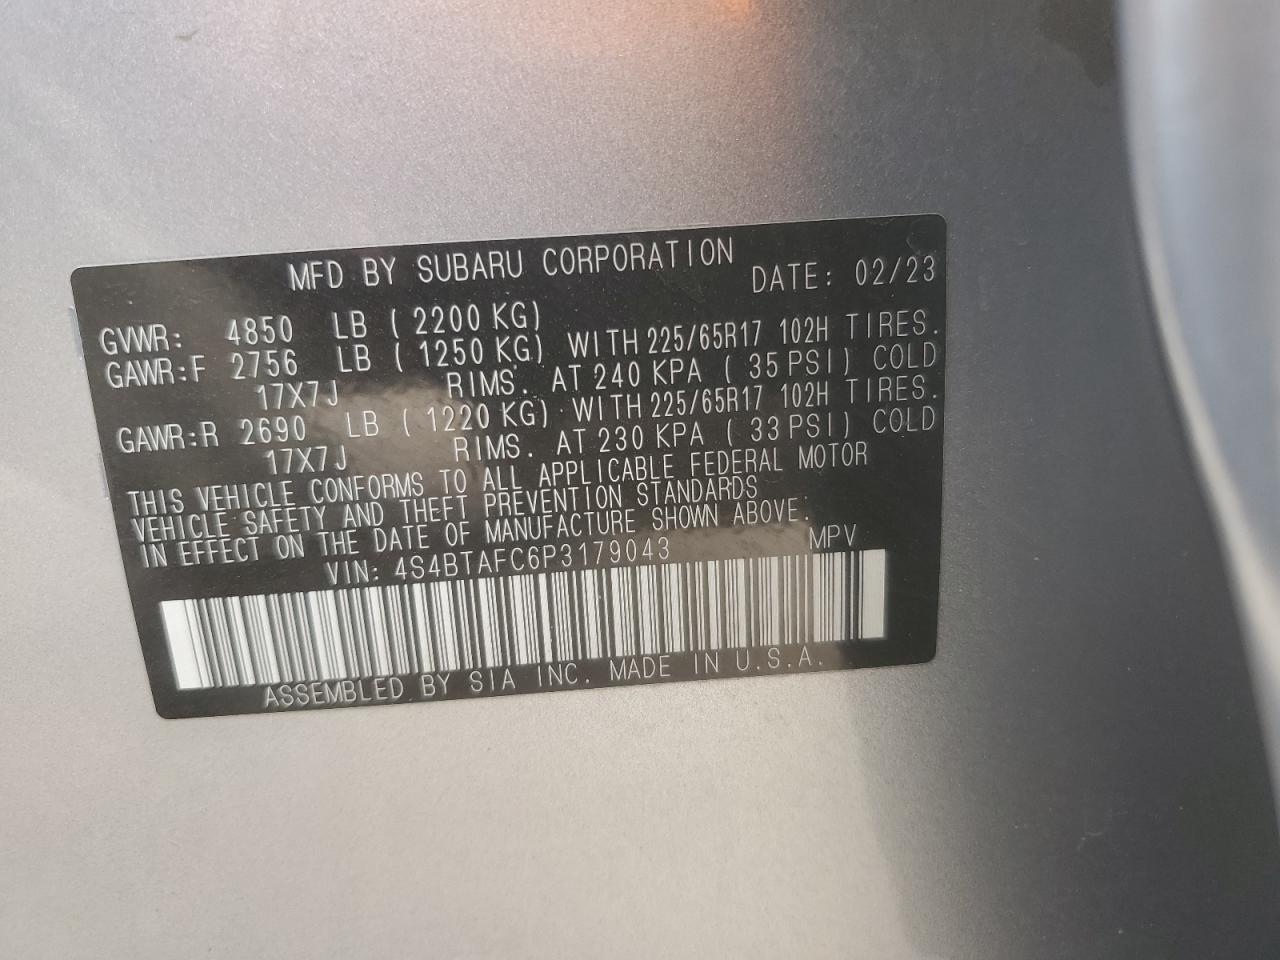 MFD BY SUBARU CORPORATION DATE: 02/23
GVWR: 4850 LB ( 2200 KG)
GAWR:F 2756 LB ( 1250 KG) WITH 225/65R17 102H TIRES.
17X7J RIMS. AT 240 KPA ( 35 PSI) COLD
GAWR:R 2690 LB ( 1220 KG) WITH 225/65R17 102H TIRES.
17X7J RIMS. AT 230 KPA ( 33 PSI) COLD
THIS VEHICLE CONFORMS TO ALL APPLICABLE FEDERAL MOTOR
VEHICLE SAFETY AND THEFT PREVENTION STANDARDS
IN EFFECT ON THE DATE OF MANUFACTURE SHOWN ABOVE.
VIN: 4S4BTAFC6P3179043 MPV
ASSEMBLED BY SIA INC. MADE IN U.S.A.